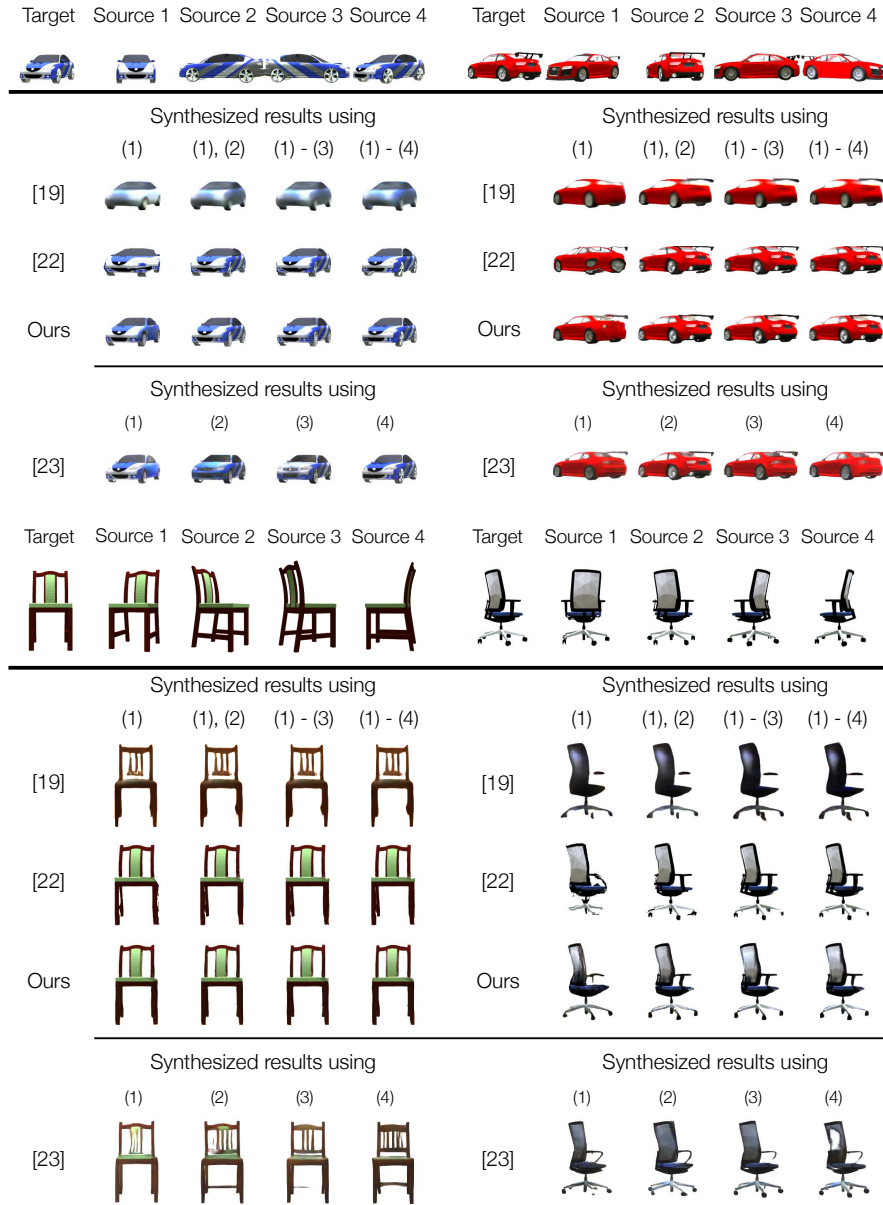 Target Source 1 Source 2 Source 3 Source 4 Target Source 1 Source 2 Source 3 Source 4
Synthesized results using Synthesized results using
(1) (1), (2) (1) - (3) (1) - (4) (1) (1), (2) (1) - (3) (1) - (4)
[19] [19]
[22] [22]
Ours Ours
Synthesized results using Synthesized results using
(1) (2) (3) (4) (1) (2) (3) (4)
[23] [23]
Target Source 1 Source 2 Source 3 Source 4 Target Source 1 Source 2 Source 3 Source 4
Synthesized results using Synthesized results using
(1) (1), (2) (1) - (3) (1) - (4) (1) (1), (2) (1) - (3) (1) - (4)
[19] [19]
[22] [22]
Ours Ours
Synthesized results using Synthesized results using
(1) (2) (3) (4) (1) (2) (3) (4)
[23] [23]